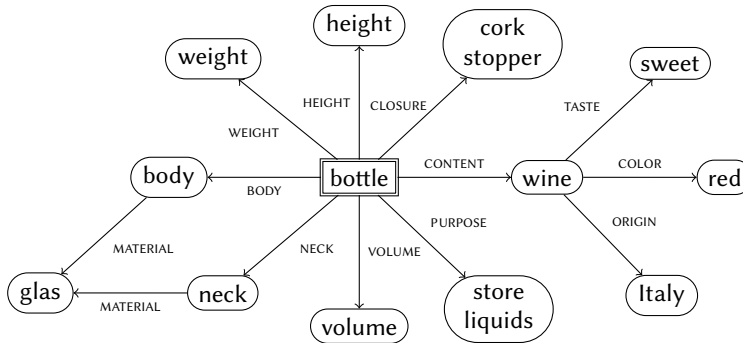 height
cork
stopper
weight
sweet
HEIGHT
CLOSURE
TASTE
WEIGHT
body
bottle
CONTENT
wine
COLOR
red
BODY
PURPOSE
ORIGIN
MATERIAL
NECK
VOLUME
glas
MATERIAL
neck
store
liquids
Italy
volume